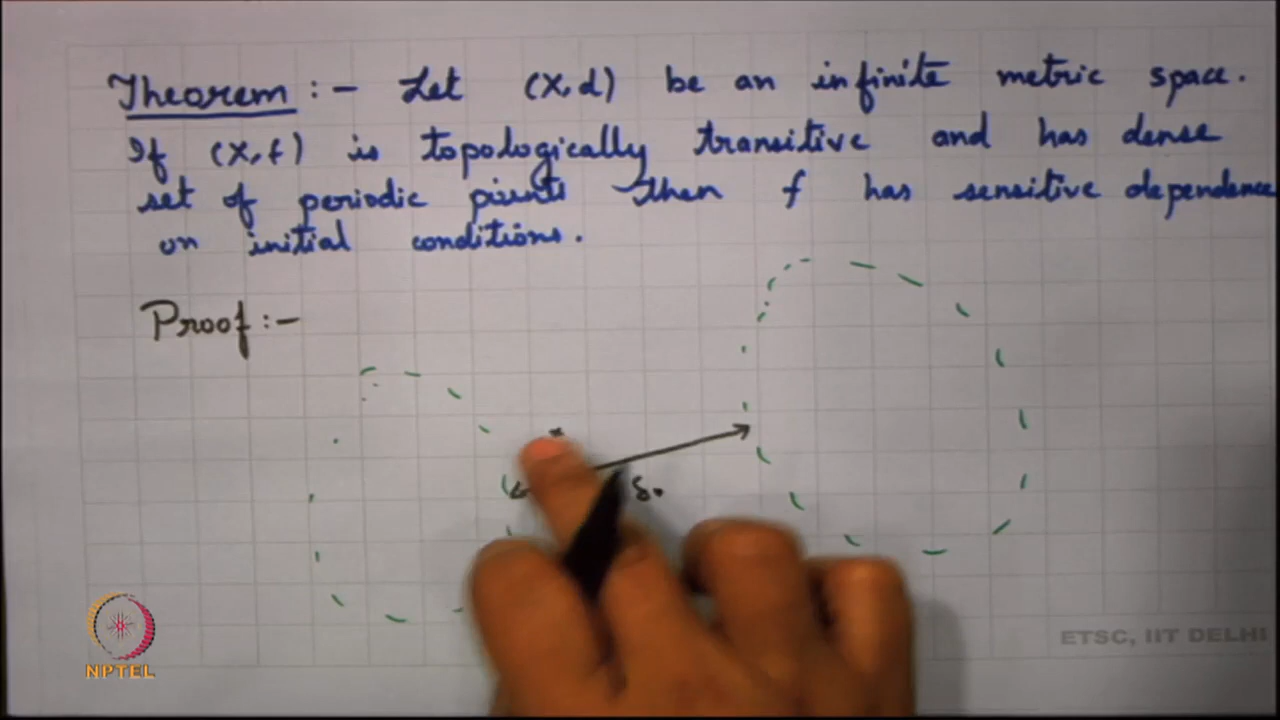 Theorem :- Let (X,d) be an infinite metric space.
If (X,f) is topologically transitive and has dense
set of periodic points then f has sensitive dependence
on initial conditions.
Proof :-
x
δ₀
NPTEL
ETSC, IIT DELHI